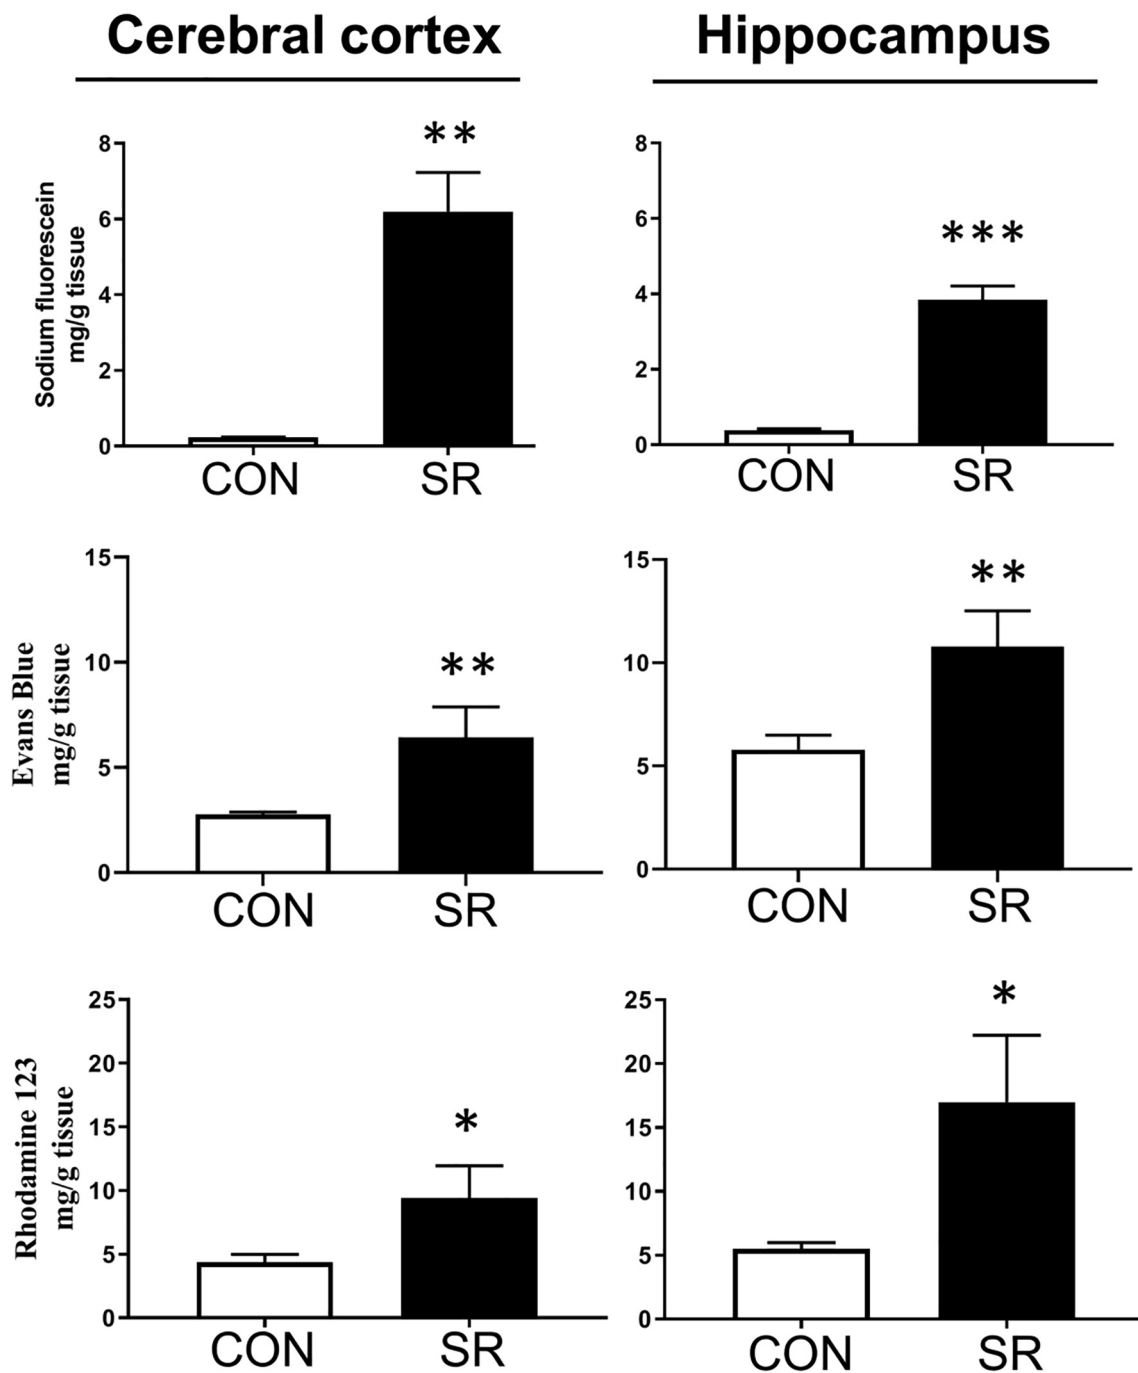 Cerebral cortex
Hippocampus
Sodium fluorescein
mg/g tissue
8
6
4
2
0
**
CON
SR
8
6
4
2
0
***
CON
SR
Evans Blue
mg/g tissue
15
10
5
0
**
CON
SR
15
10
5
0
**
CON
SR
Rhodamine 123
mg/g tissue
25
20
15
10
5
0
*
CON
SR
25
20
15
10
5
0
*
CON
SR